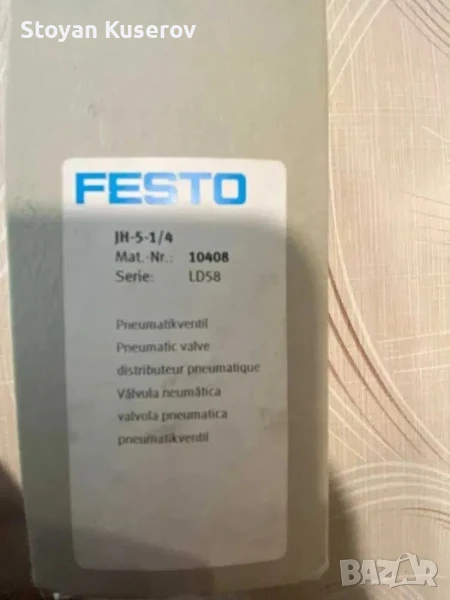 Stoyan Kuserov
FESTO
JH-5-1/4
Mat.-Nr.: 10408
Serie: LD58
Pneumatikventil
Pneumatic valve
distributeur pneumatique
Válvula neumática
valvola pneumatica
pneumatikventil
BAZAR